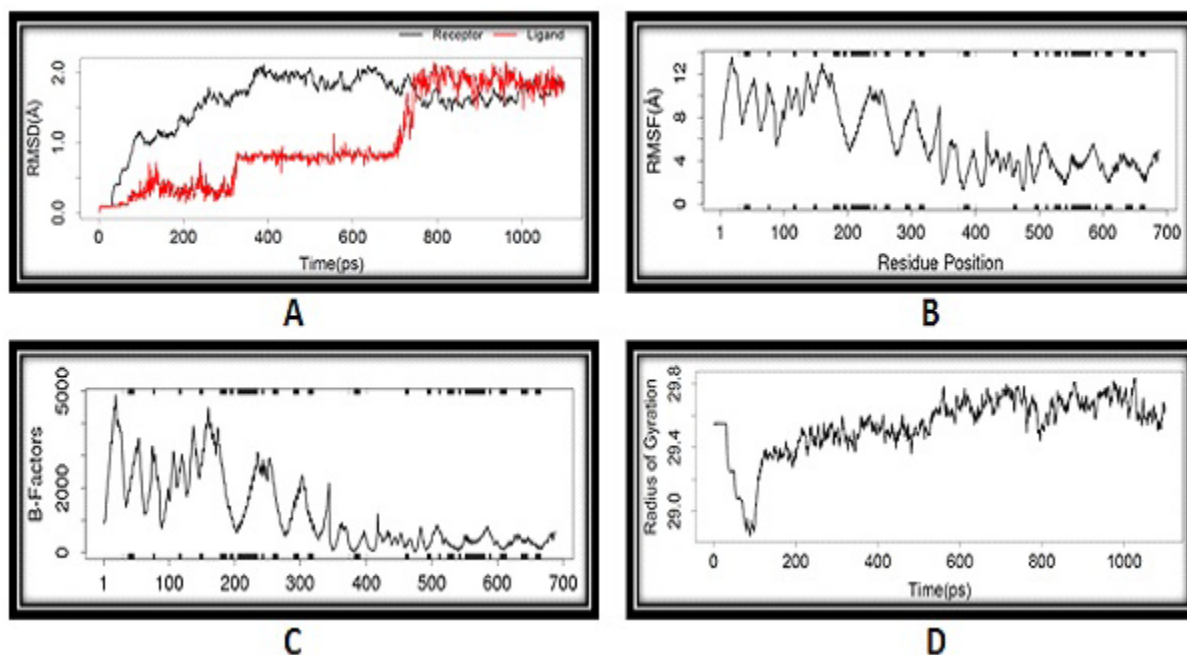 Receptor Ligand
RMSD(Å)
2.0
1.0
0.0
0 200 400 600 800 1000
Time(ps)
A
RMSF(Å)
12
8
4
0
1 100 200 300 400 500 600 700
Residue Position
B
B-Factors
5000
2000
0
1 100 200 300 400 500 600 700
C
Radius of Gyration
29.8
29.4
29.0
0 200 400 600 800 1000
Time(ps)
D